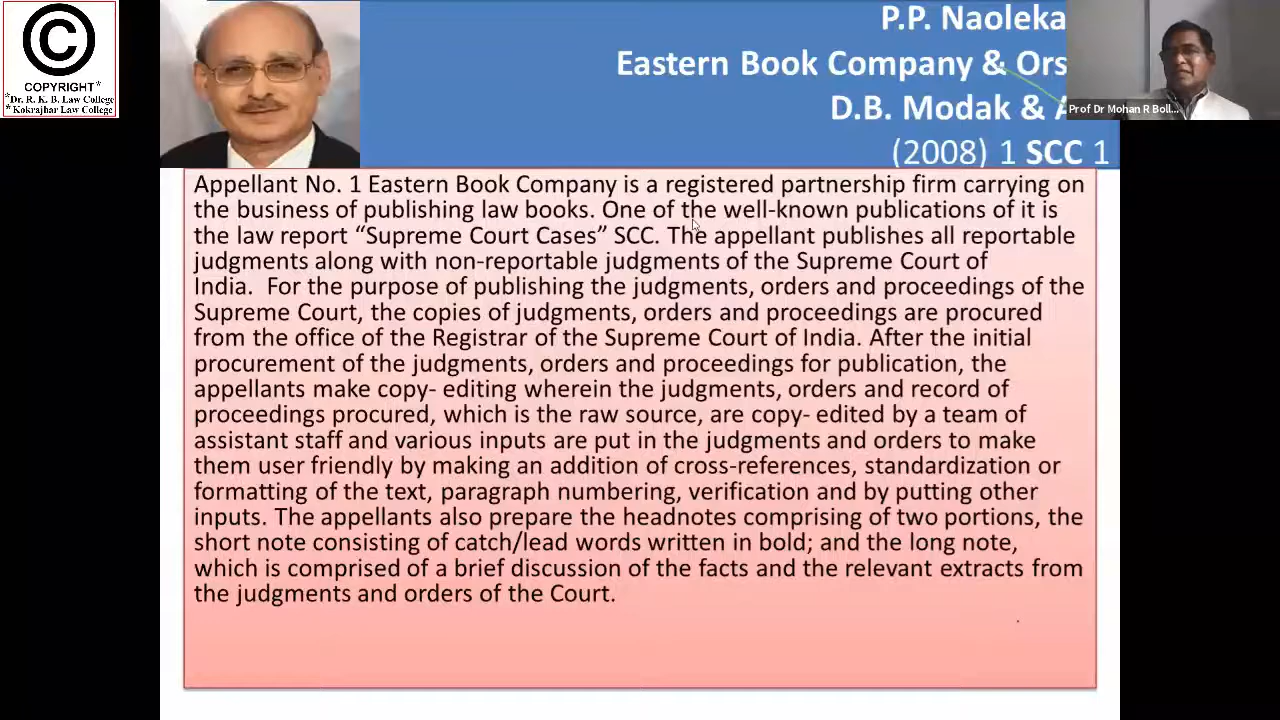 ©
COPYRIGHT*
*Dr. R. K. B. Law College
*Kokrajhar Law College
P.P. Naoleka
Eastern Book Company & Ors
D.B. Modak &
(2008) 1 SCC 1
Prof Dr Mohan R Boll...
Appellant No. 1 Eastern Book Company is a registered partnership firm carrying on
the business of publishing law books. One of the well-known publications of it is
the law report “Supreme Court Cases” SCC. The appellant publishes all reportable
judgments along with non-reportable judgments of the Supreme Court of
India.  For the purpose of publishing the judgments, orders and proceedings of the
Supreme Court, the copies of judgments, orders and proceedings are procured
from the office of the Registrar of the Supreme Court of India. After the initial
procurement of the judgments, orders and proceedings for publication, the
appellants make copy- editing wherein the judgments, orders and record of
proceedings procured, which is the raw source, are copy- edited by a team of
assistant staff and various inputs are put in the judgments and orders to make
them user friendly by making an addition of cross-references, standardization or
formatting of the text, paragraph numbering, verification and by putting other
inputs. The appellants also prepare the headnotes comprising of two portions, the
short note consisting of catch/lead words written in bold; and the long note,
which is comprised of a brief discussion of the facts and the relevant extracts from
the judgments and orders of the Court.